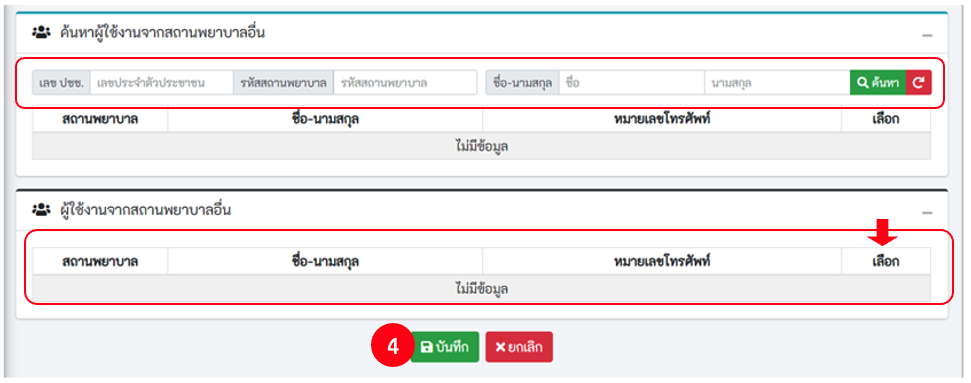 ค้นหาผู้ใช้งานจากสถานพยาบาลอื่น
เลข ปชช. เลขประจำตัวประชาชน รหัสสถานพยาบาล รหัสสถานพยาบาล ชื่อ-นามสกุล ชื่อ นามสกุล ค้นหา
สถานพยาบาล ชื่อ-นามสกุล หมายเลขโทรศัพท์ เลือก
ไม่มีข้อมูล
ผู้ใช้งานจากสถานพยาบาลอื่น
สถานพยาบาล ชื่อ-นามสกุล หมายเลขโทรศัพท์ เลือก
ไม่มีข้อมูล
4 บันทึก ยกเลิก